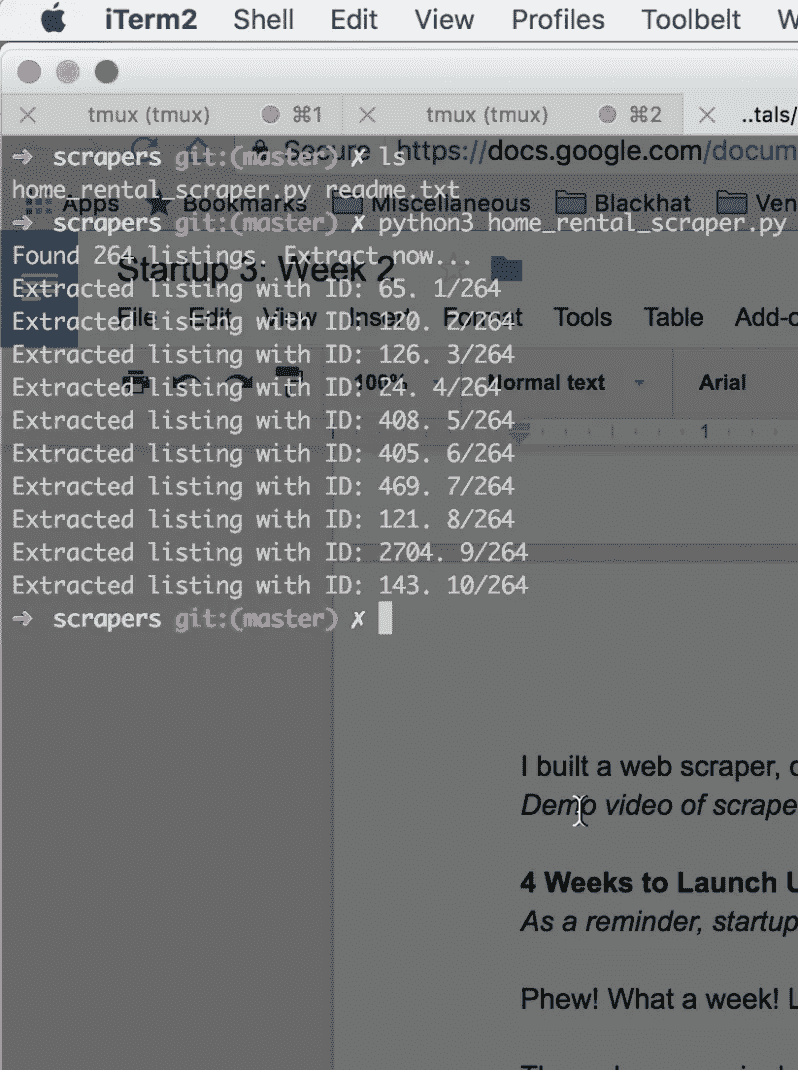 iTerm2 Shell Edit View Profiles Toolbelt W
tmux (tmux) ⌘1 tmux (tmux) ⌘2 ..tals/
→ scrapers git:(master) ✗ ls
Secure https://docs.google.com/docum
home_rental_scraper.py readme.txt
Apps Bookmarks Miscellaneous Blackhat Ven
→ scrapers git:(master) ✗ python3 home_rental_scraper.py
Found 264 listings. Extract now...
Startup 3: Week 2
Extracted listing with ID: 65. 1/264
File Edit View Insert Format Tools Table Add-o
Extracted listing with ID: 420. 2/264
Extracted listing with ID: 126. 3/264
Extracted listing with ID: 24. 4/264
100% Normal text Arial
Extracted listing with ID: 408. 5/264
1
Extracted listing with ID: 405. 6/264
Extracted listing with ID: 469. 7/264
Extracted listing with ID: 121. 8/264
Extracted listing with ID: 2704. 9/264
Extracted listing with ID: 143. 10/264
→ scrapers git:(master) ✗
I built a web scraper, c
Demo video of scrape
4 Weeks to Launch U
As a reminder, startup
Phew! What a week! L